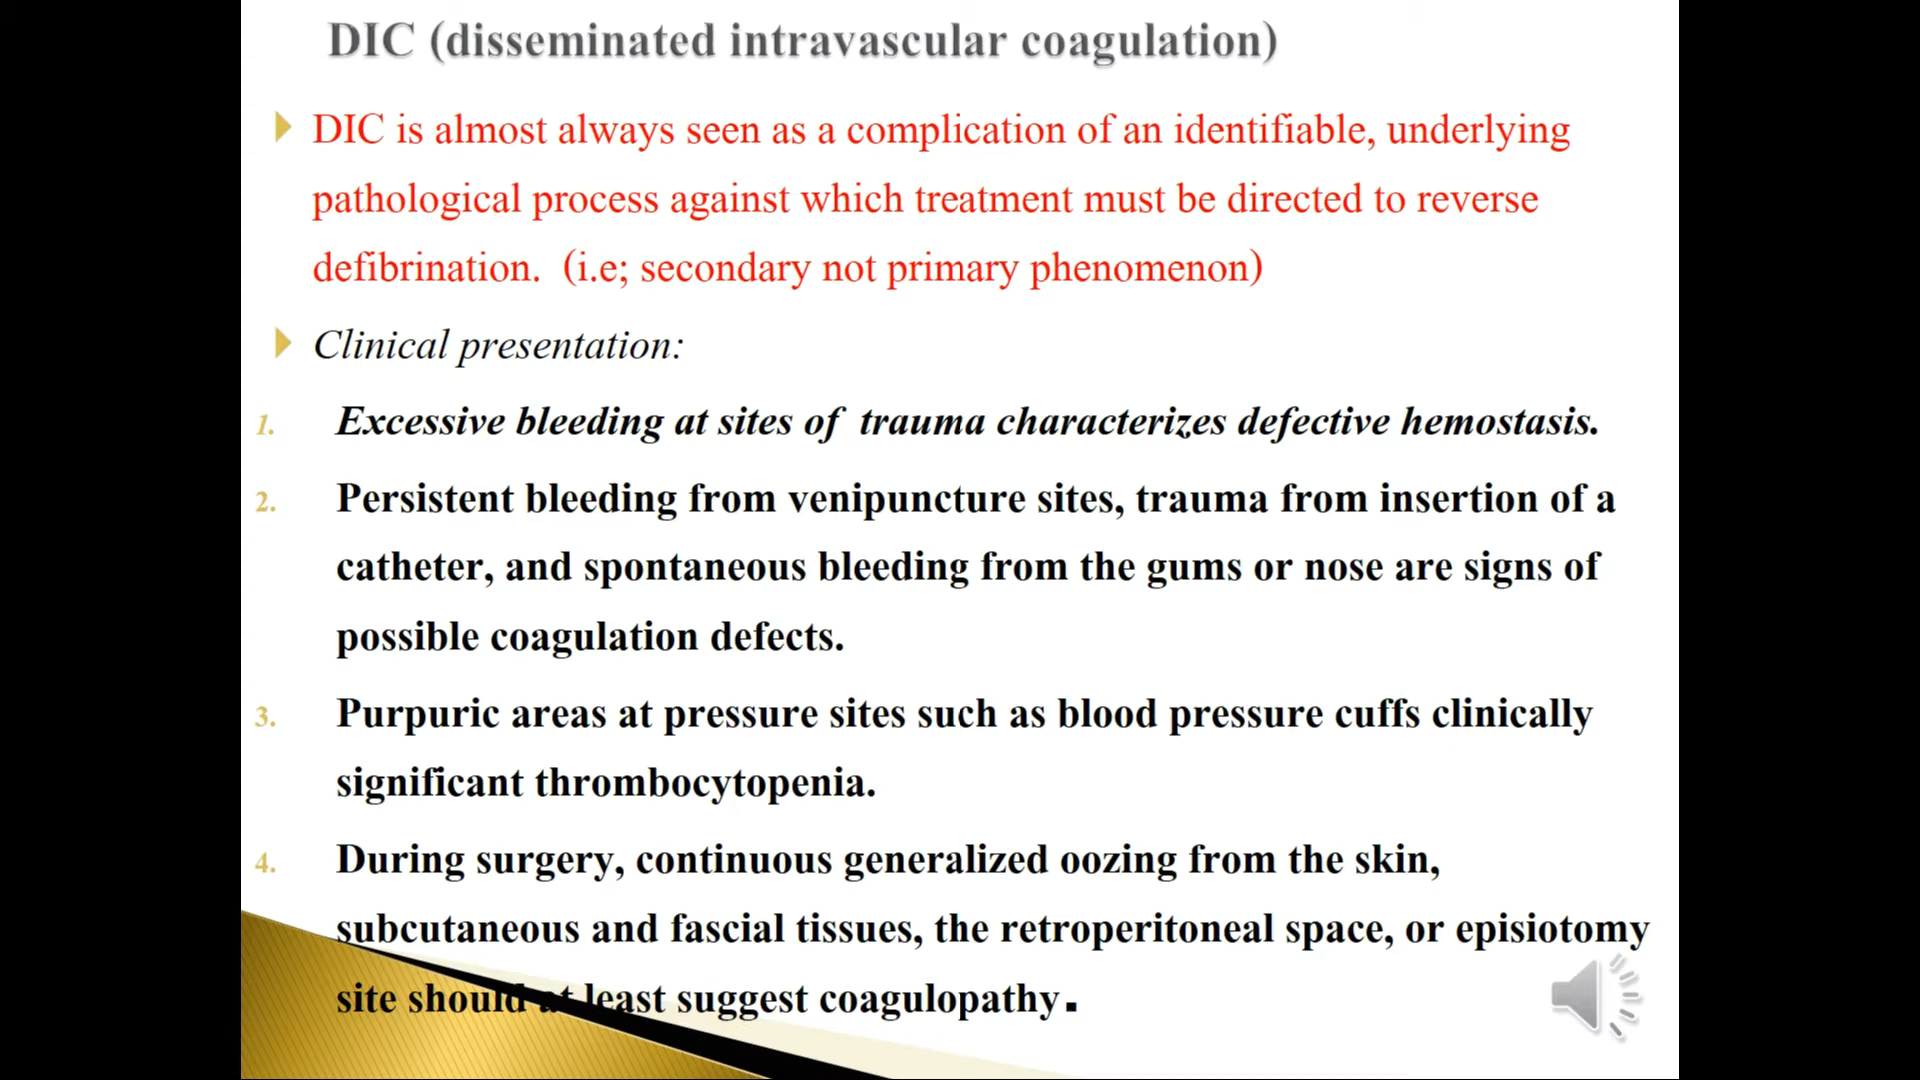 DIC (disseminated intravascular coagulation)
DIC is almost always seen as a complication of an identifiable, underlying
pathological process against which treatment must be directed to reverse
defibrination. (i.e; secondary not primary phenomenon)
Clinical presentation:
1. Excessive bleeding at sites of trauma characterizes defective hemostasis.
2. Persistent bleeding from venipuncture sites, trauma from insertion of a
catheter, and spontaneous bleeding from the gums or nose are signs of
possible coagulation defects.
3. Purpuric areas at pressure sites such as blood pressure cuffs clinically
significant thrombocytopenia.
4. During surgery, continuous generalized oozing from the skin,
subcutaneous and fascial tissues, the retroperitoneal space, or episiotomy
site should at least suggest coagulopathy.